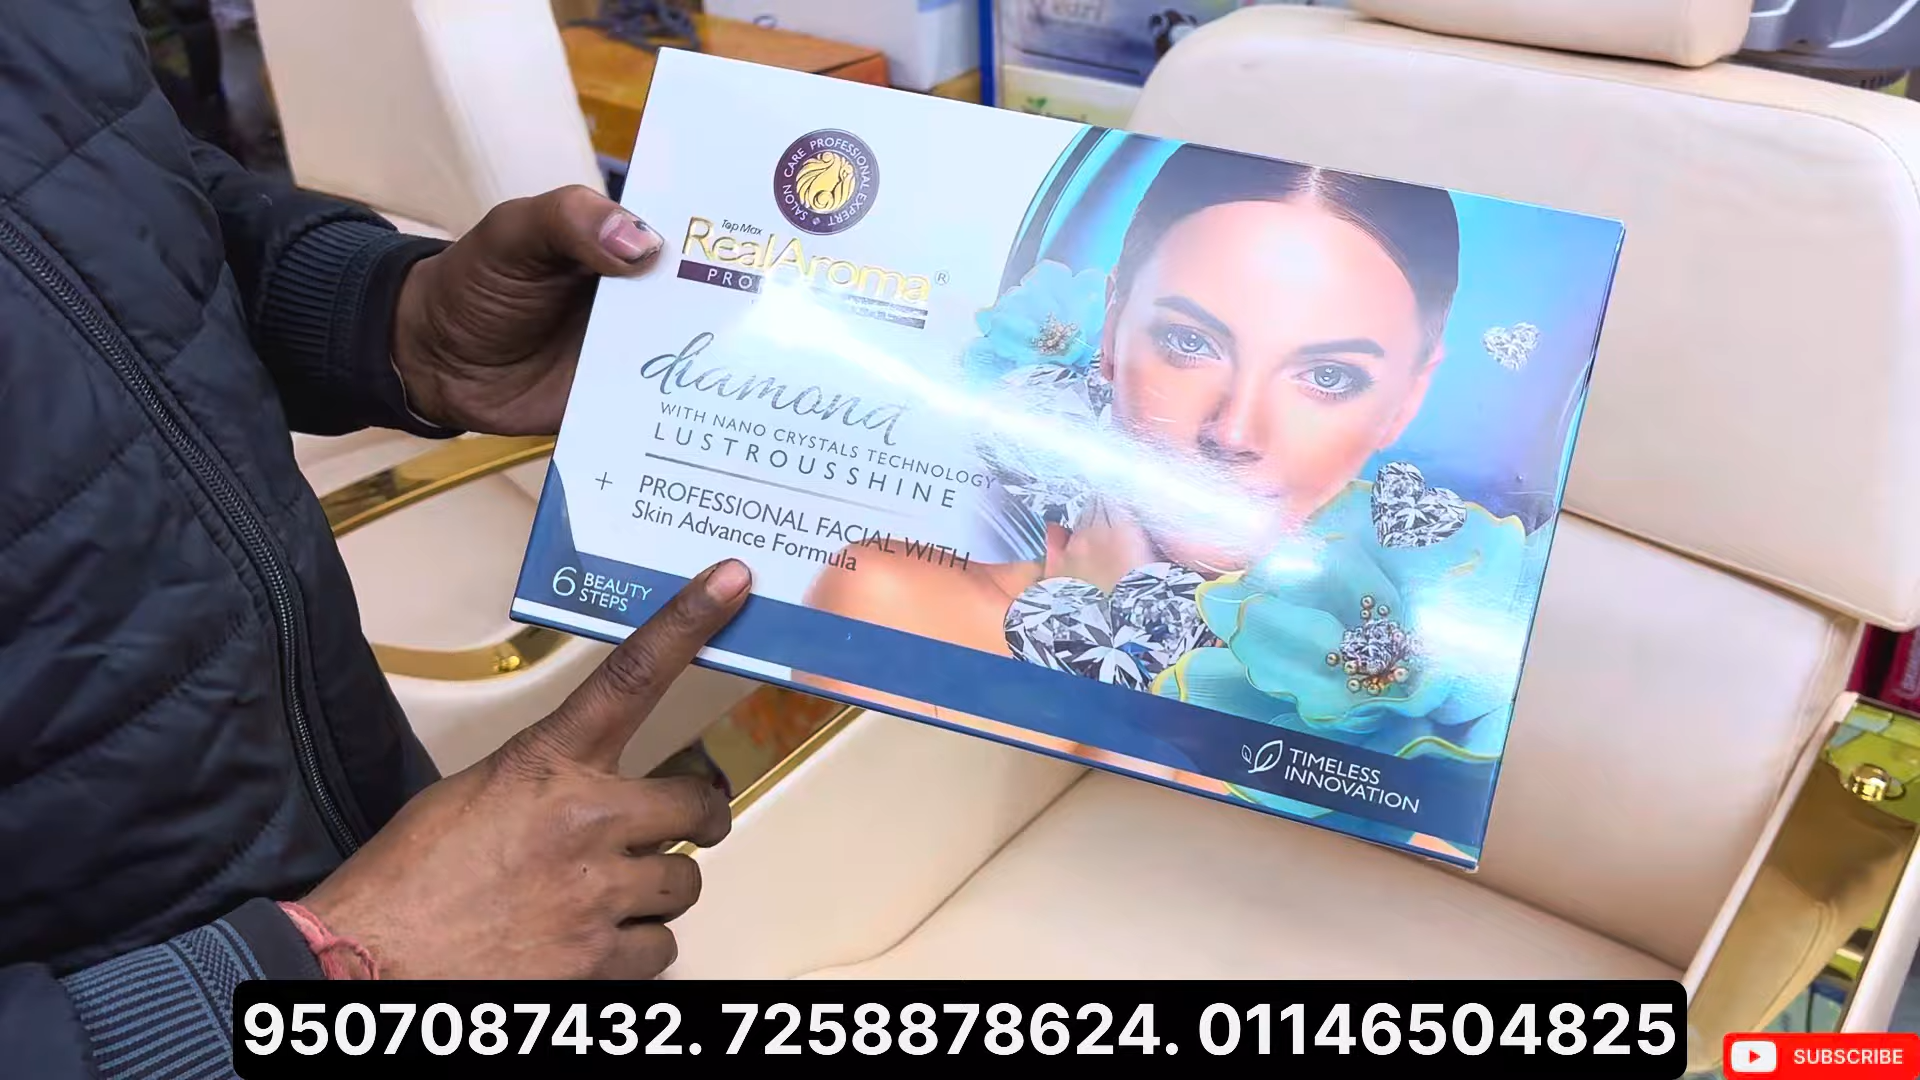 SALON CARE PROFESSIONAL EXPERT
Top Max
RealAroma®
diamond
WITH NANO CRYSTALS TECHNOLOGY
LUSTROUSSHINE
+ PROFESSIONAL FACIAL WITH
Skin Advance Formula
6 BEAUTY
STEPS
TIMELESS
INNOVATION
9507087432. 7258878624. 01146504825
SUBSCRIBE